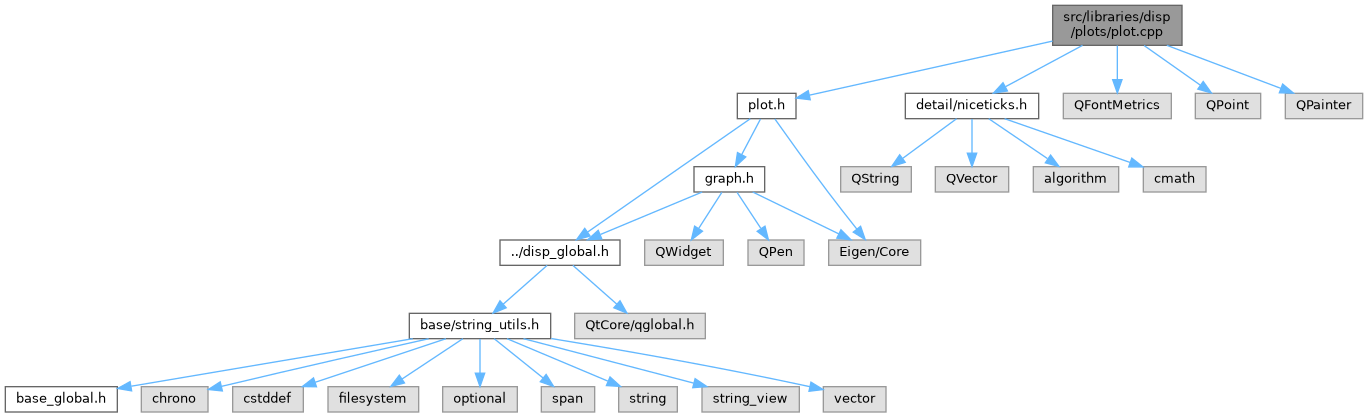 src/libraries/disp
/plots/plot.cpp
plot.h
detail/niceticks.h
QFontMetrics
QPoint
QPainter
graph.h
QString
QVector
algorithm
cmath
../disp_global.h
QWidget
QPen
Eigen/Core
base/string_utils.h
QtCore/qglobal.h
base_global.h
chrono
cstddef
filesystem
optional
span
string
string_view
vector